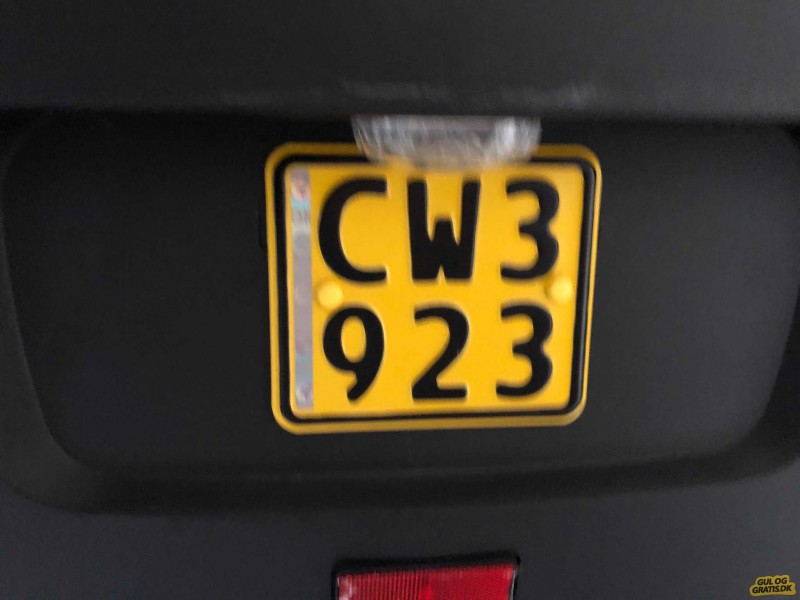 CW3
923
GUL OG
GRATIS.DK